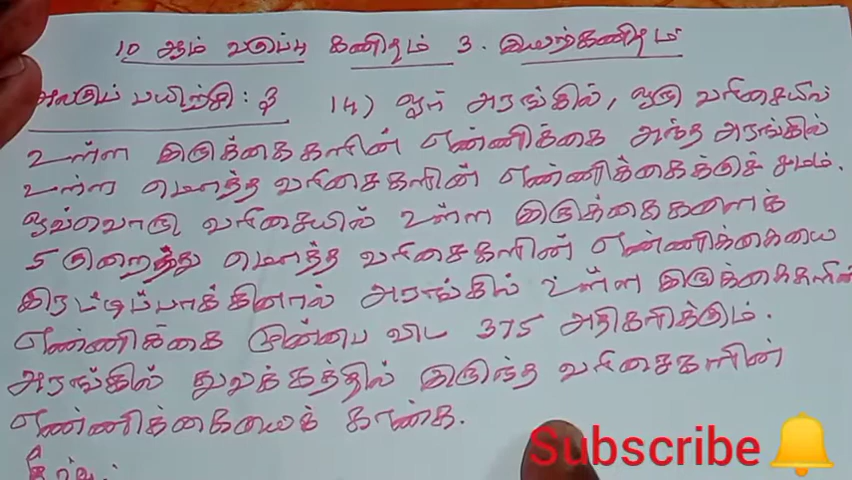 10 ஆம் வகுப்பு கணிதம் 3. இயற்கணிதம்
அலகுப் பயிற்சி: 3 14) ஓர் அரங்கில், ஒரு வரிசையில்
உள்ள இருக்கைகளின் எண்ணிக்கை அந்த அரங்கில்
உள்ள மொத்த வரிசைகளின் எண்ணிக்கைக்குச் சமம்.
ஒவ்வொரு வரிசையில் உள்ள இருக்கைகளைக்
5 குறைத்து மொத்த வரிசைகளின் எண்ணிக்கையை
இரட்டிப்பாக்கினால் அரங்கில் உள்ள இருக்கைகளின்
எண்ணிக்கை முன்பை விட 375 அதிகரிக்கும்.
அரங்கில் துவக்கத்தில் இருந்த வரிசைகளின்
எண்ணிக்கையைக் காண்க.
Subscribe